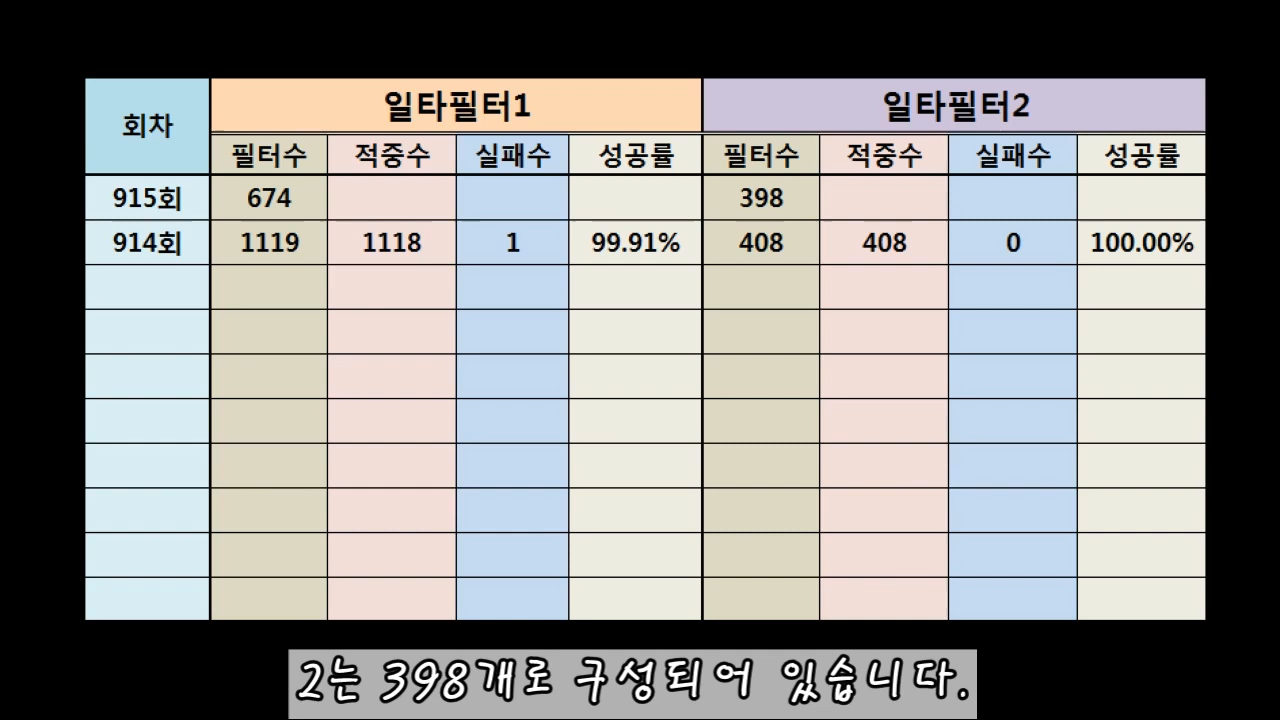 회차 일타필터1 일타필터2
필터수 적중수 실패수 성공률 필터수 적중수 실패수 성공률
915회 674 398
914회 1119 1118 1 99.91% 408 408 0 100.00%
2는 398개로 구성되어 있습니다.